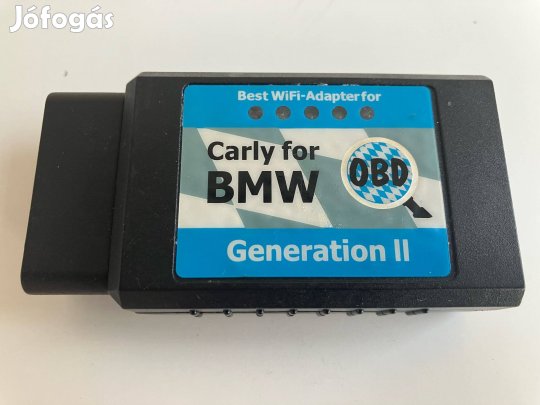 Jófogás
Best WiFi-Adapter for
Carly for
BMW
OBD
Generation II